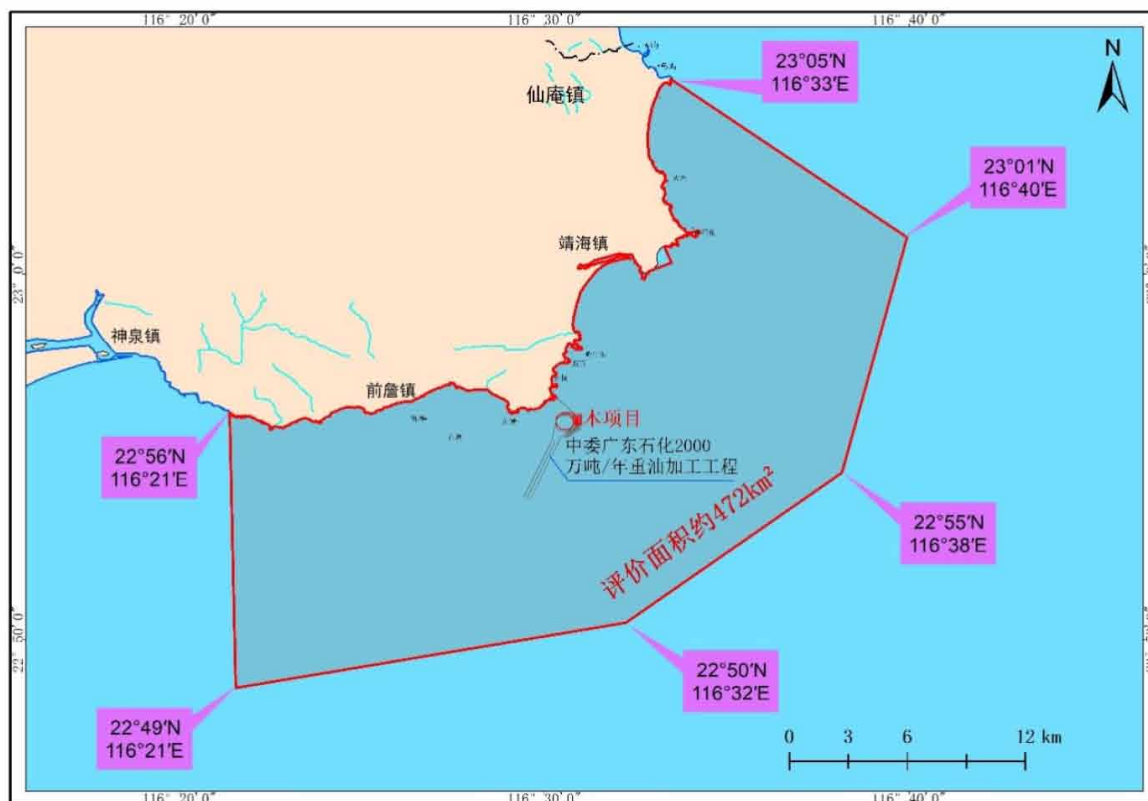 116° 20′0″
116° 30′0″
116° 40′0″
N
23°05′N
116°33′E
仙庵镇
23°01′N
116°40′E
靖海镇
23° 0′0″
神泉镇
前詹镇
本项目
中委广东石化2000
万吨/年重油加工工程
22°56′N
116°21′E
评价面积约472km²
22°55′N
116°38′E
22° 50′0″
22°50′N
116°32′E
22°49′N
116°21′E
0 3 6 12 km
116° 20′0″
116° 30′0″
116° 40′0″